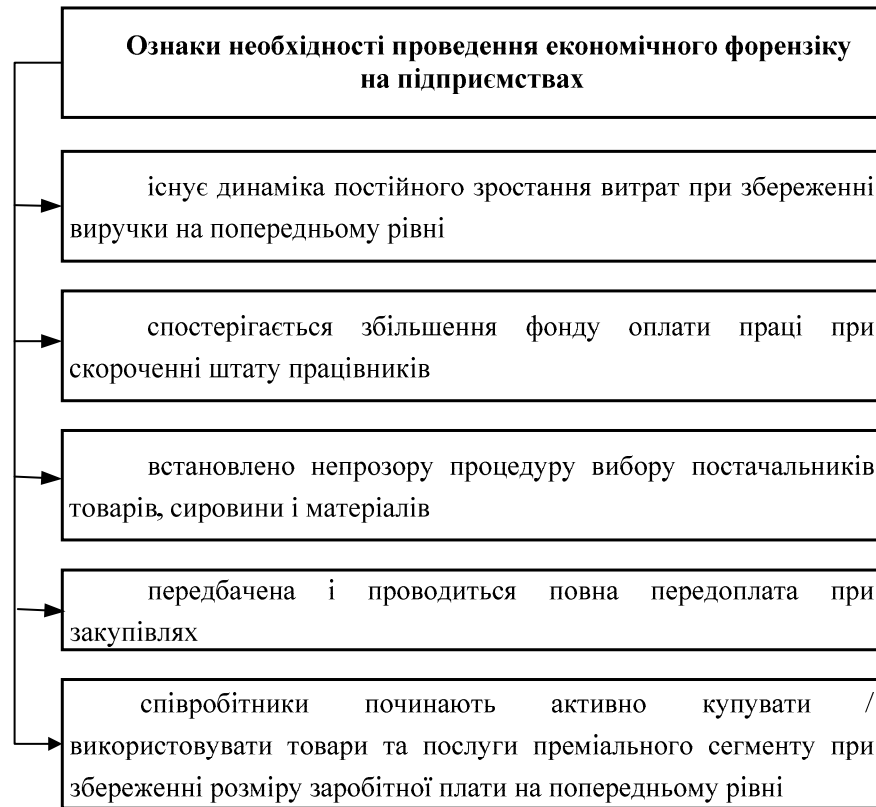 Ознаки необхідності проведення економічного форензіку
на підприємствах
існує динаміка постійного зростання витрат при збереженні
виручки на попередньому рівні
спостерігається збільшення фонду оплати праці при
скороченні штату працівників
встановлено непрозору процедуру вибору постачальників
товарів, сировини і матеріалів
передбачена і проводиться повна передоплата при
закупівлях
співробітники починають активно купувати /
використовувати товари та послуги преміального сегменту при
збереженні розміру заробітної плати на попередньому рівні